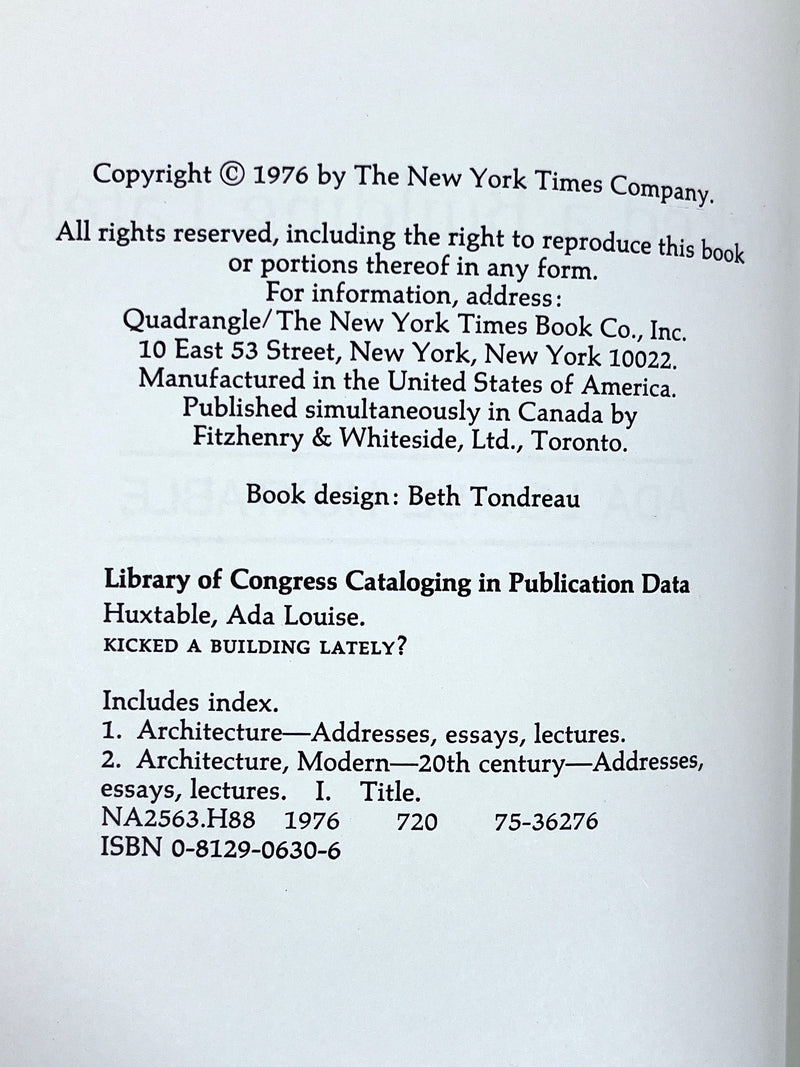 Copyright © 1976 by The New York Times Company.
All rights reserved, including the right to reproduce this book
or portions thereof in any form.
For information, address:
Quadrangle/The New York Times Book Co., Inc.
10 East 53 Street, New York, New York 10022.
Manufactured in the United States of America.
Published simultaneously in Canada by
Fitzhenry & Whiteside, Ltd., Toronto.
Book design: Beth Tondreau
Library of Congress Cataloging in Publication Data
Huxtable, Ada Louise.
KICKED A BUILDING LATELY?
Includes index.
1. Architecture—Addresses, essays, lectures.
2. Architecture, Modern—20th century—Addresses,
essays, lectures. I. Title.
NA2563.H88 1976 720 75-36276
ISBN 0-8129-0630-6